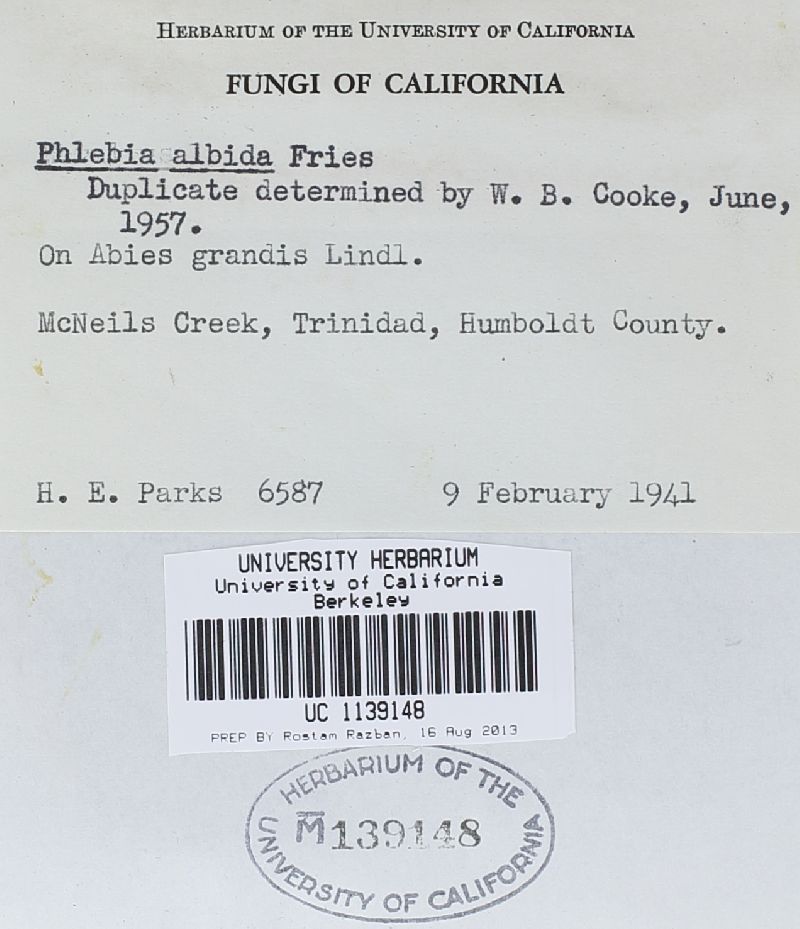 HERBARIUM OF THE UNIVERSITY OF CALIFORNIA
FUNGI OF CALIFORNIA
Phlebia albida Fries
Duplicate determined by W. B. Cooke, June,
1957.
On Abies grandis Lindl.
McNeils Creek, Trinidad, Humboldt County.
H. E. Parks 6587 9 February 1941
UNIVERSITY HERBARIUM
University of California
Berkeley
UC 1139148
PREP BY Rostam Razban, 16 Aug 2013
HERBARIUM OF THE
M̅139148
UNIVERSITY OF CALIFORNIA